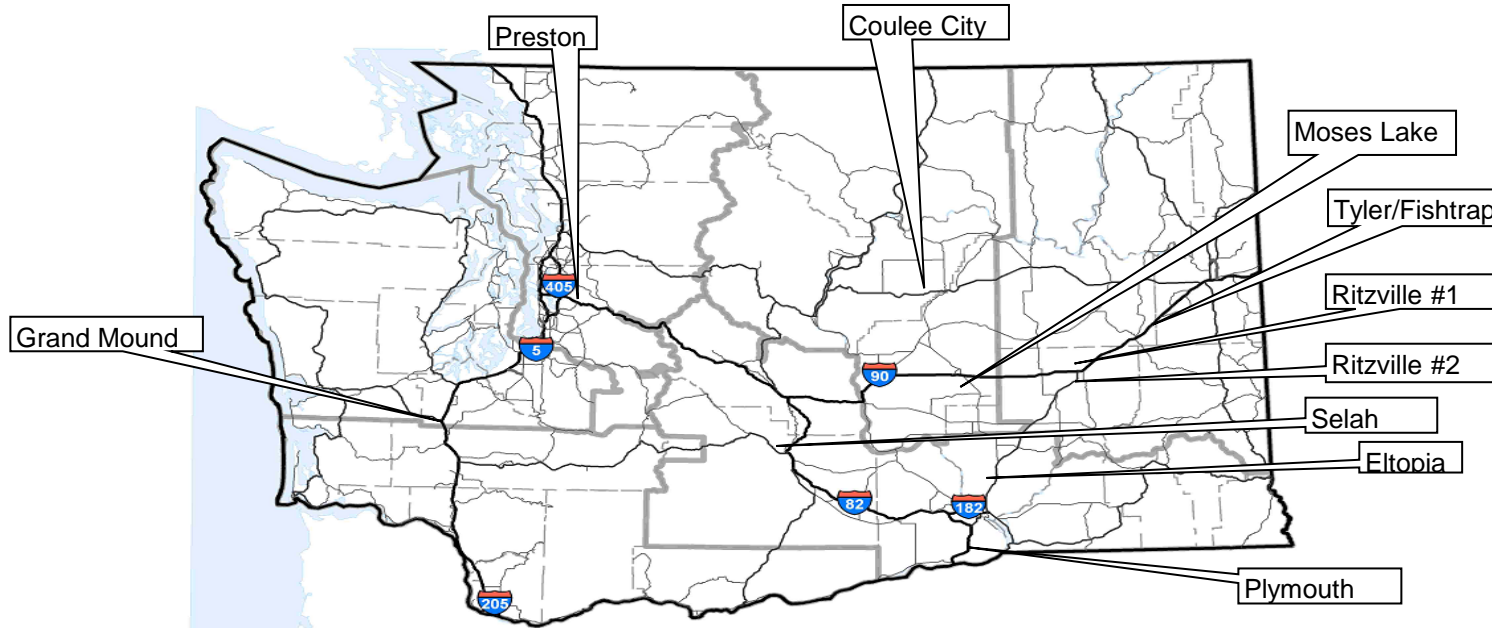 Preston
Coulee City
Moses Lake
Tyler/Fishtrap
405
Ritzville #1
Grand Mound
5
Ritzville #2
90
Selah
Eltopia
82
182
Plymouth
205